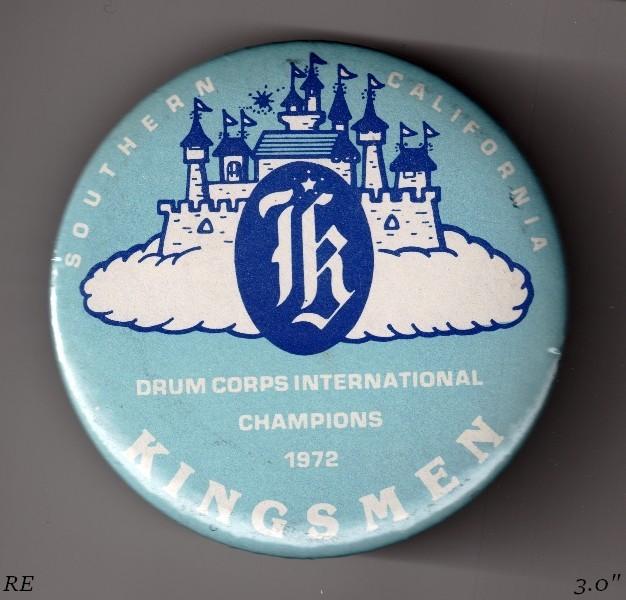 SOUTHERN CALIFORNIA
K
DRUM CORPS INTERNATIONAL
CHAMPIONS
1972
KINGSMEN
RE
3.0"